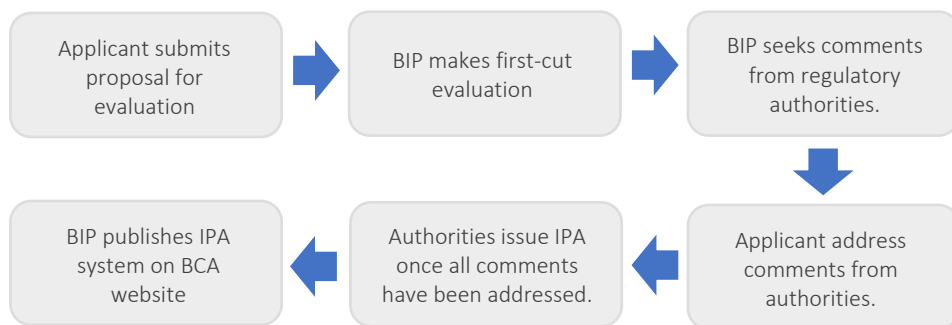 Applicant submits
proposal for
evaluation
BIP makes first-cut
evaluation
BIP seeks comments
from regulatory
authorities.
Applicant address
comments from
authorities.
Authorities issue IPA
once all comments
have been addressed.
BIP publishes IPA
system on BCA
website